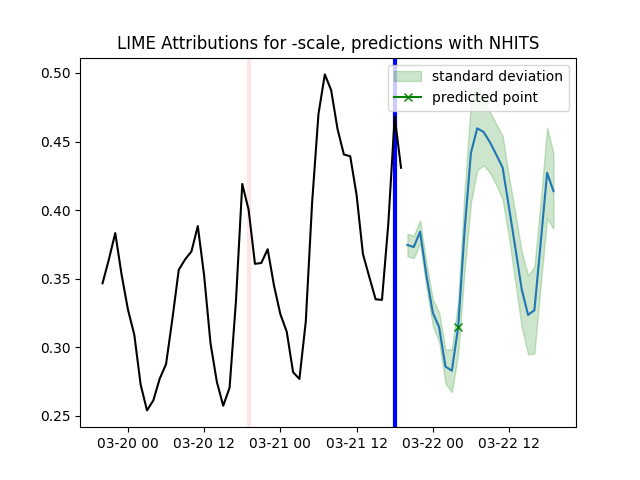 LIME Attributions for -scale, predictions with NHITS
standard deviation
predicted point
0.50
0.45
0.40
0.35
0.30
0.25
03-20 00 03-20 12 03-21 00 03-21 12 03-22 00 03-22 12